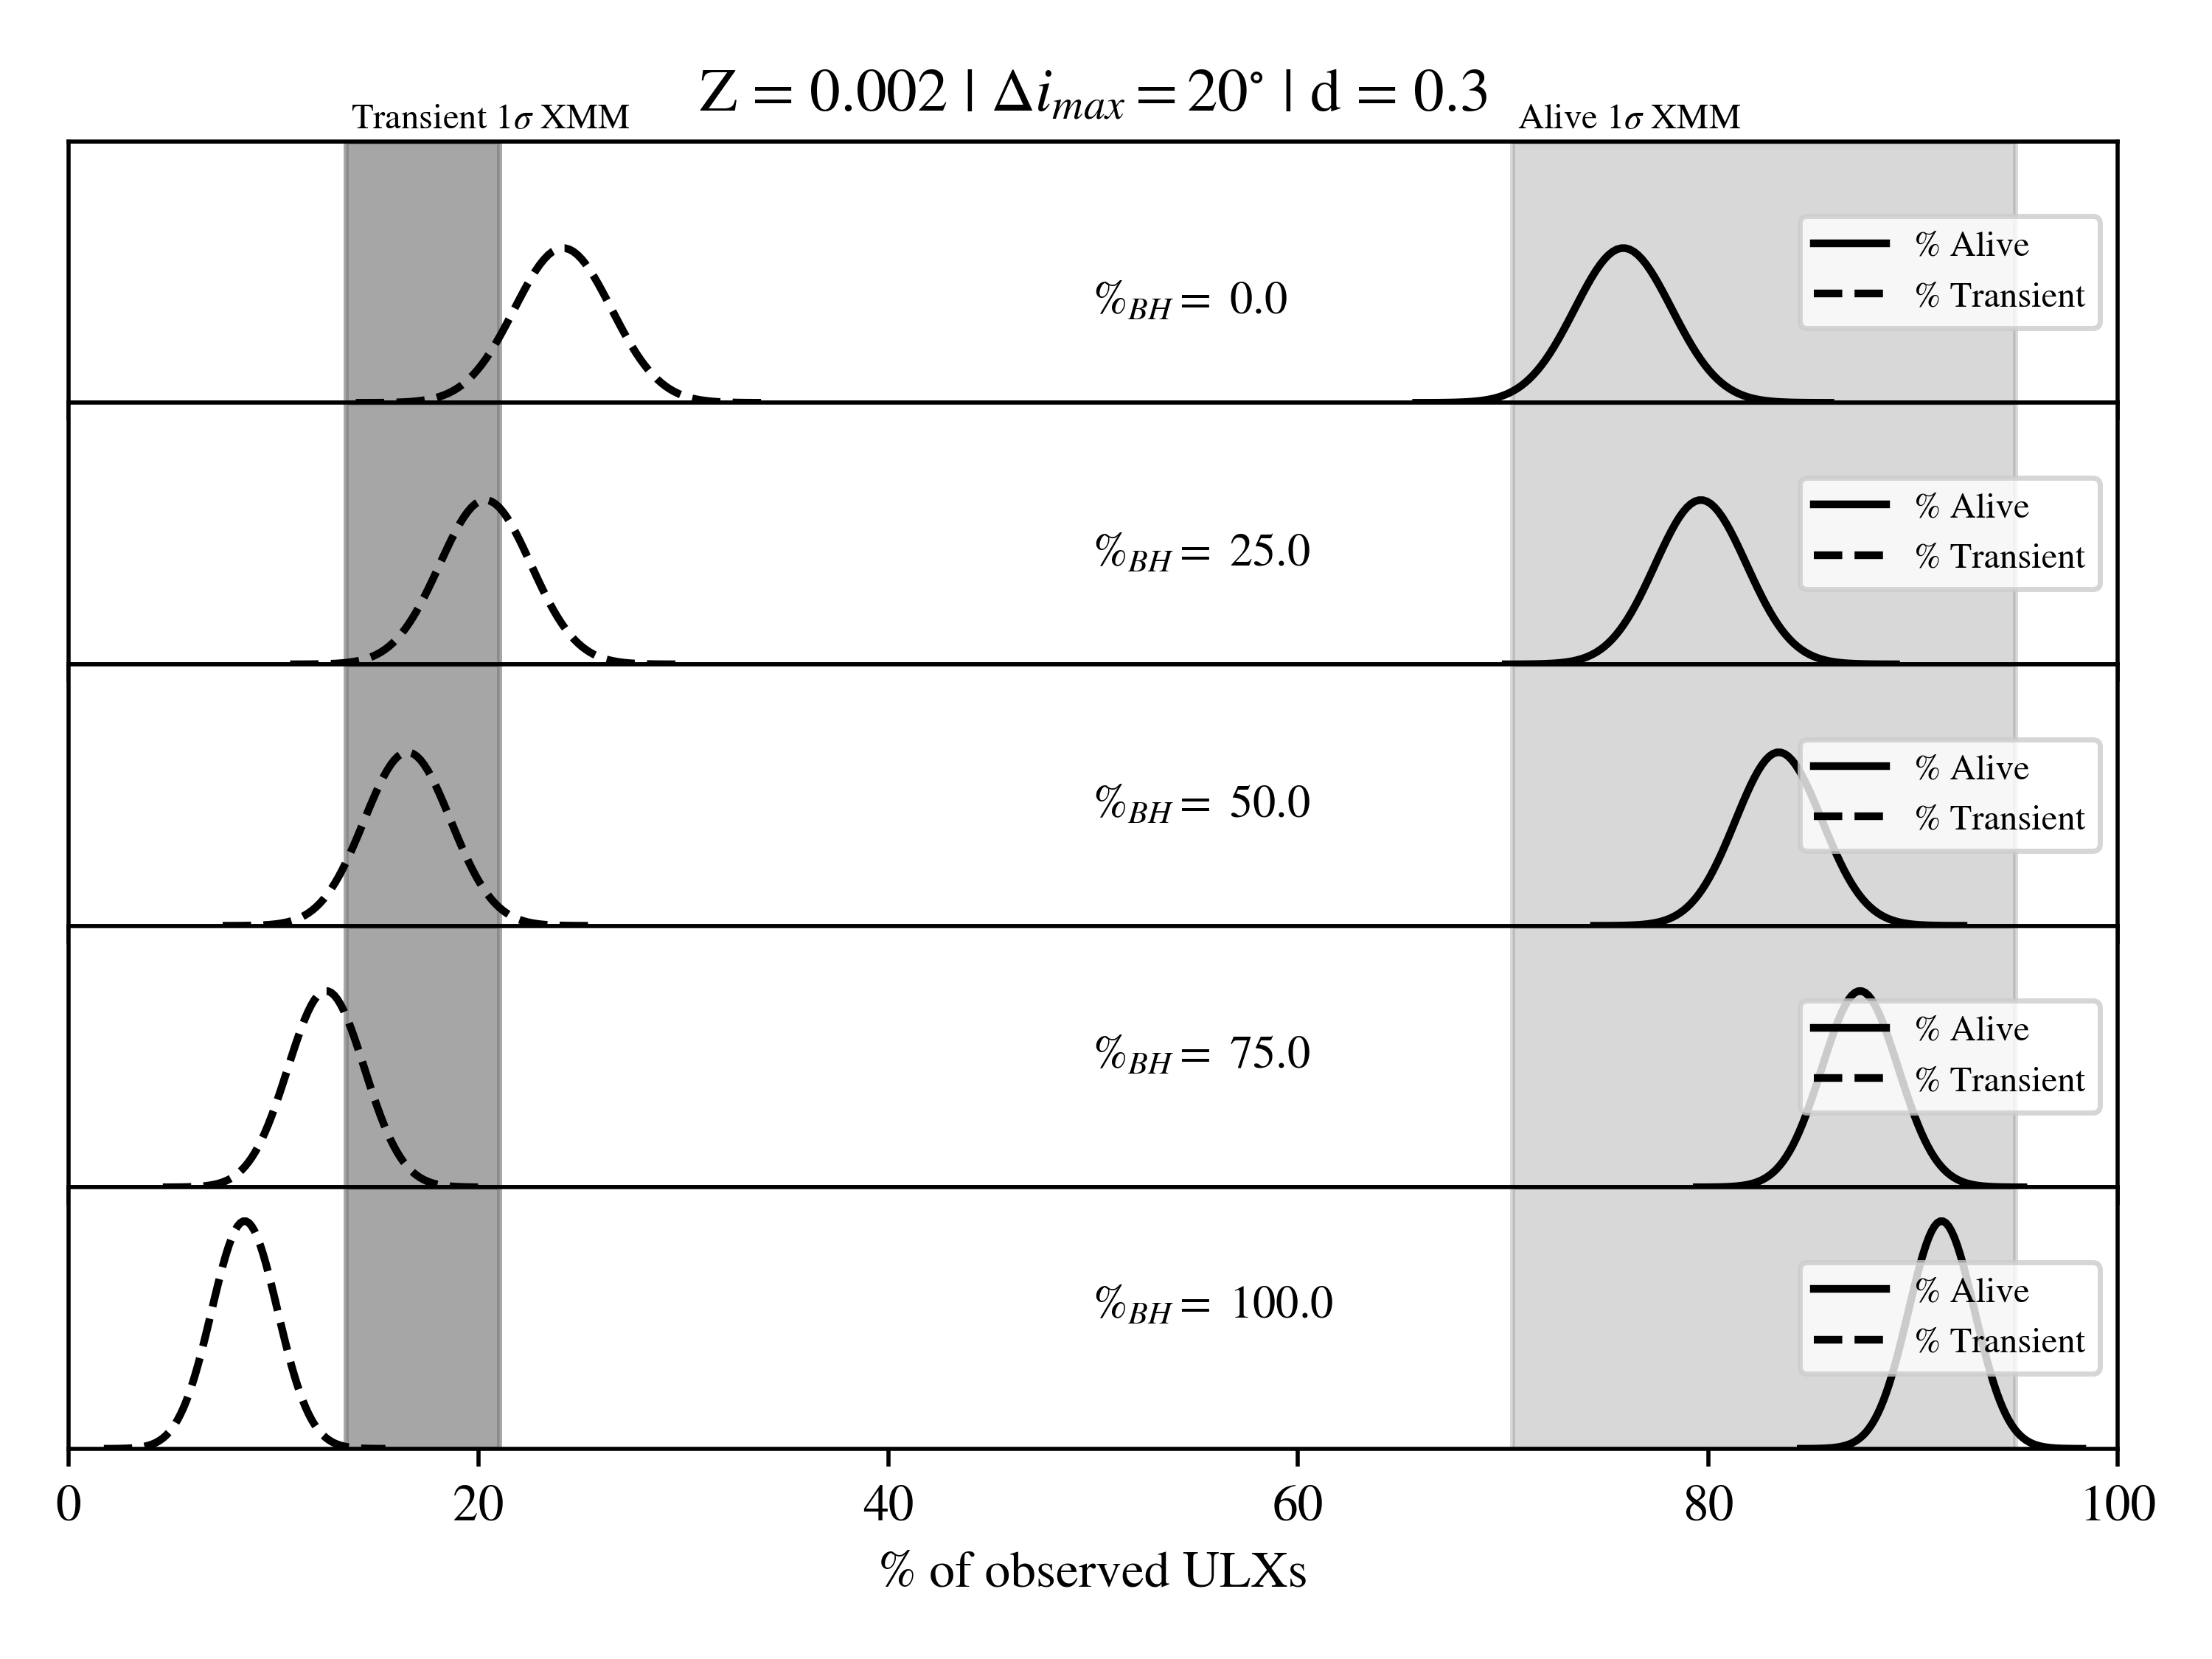 Z = 0.002 | Δi_max = 20° | d = 0.3
Transient 1σ XMM
Alive 1σ XMM
%_BH = 0.0
% Alive
% Transient
%_BH = 25.0
% Alive
% Transient
%_BH = 50.0
% Alive
% Transient
%_BH = 75.0
% Alive
% Transient
%_BH = 100.0
% Alive
% Transient
0 20 40 60 80 100
% of observed ULXs